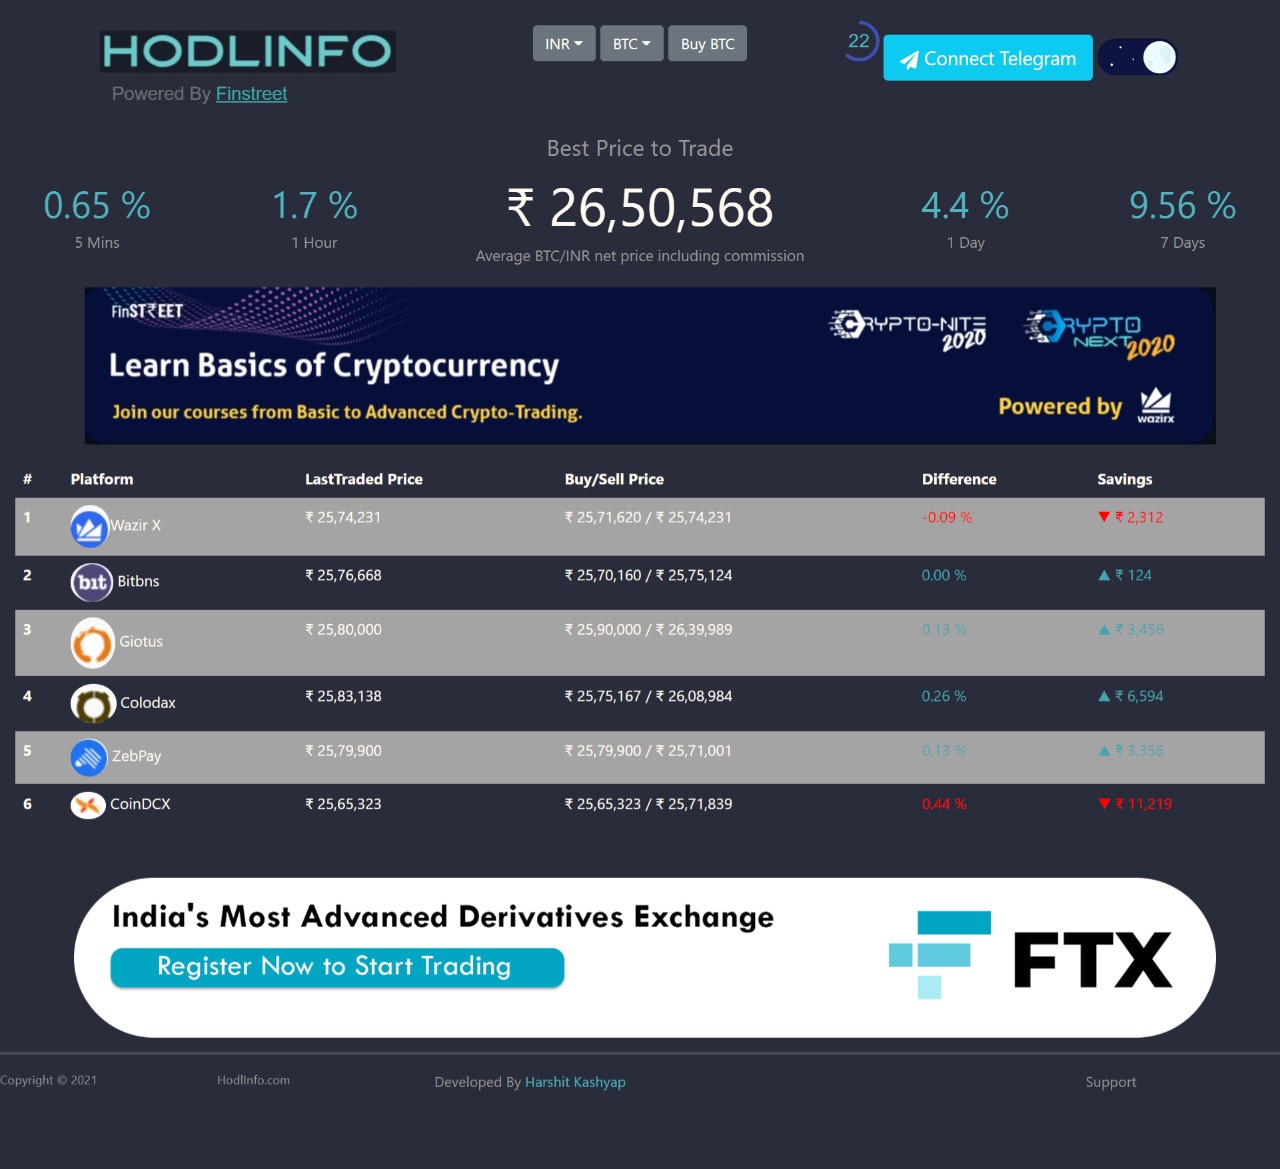 HODLINFO
Powered By Finstreet
INR BTC Buy BTC
22
Connect Telegram
Best Price to Trade
0.65 %
5 Mins
1.7 %
1 Hour
₹ 26,50,568
Average BTC/INR net price including commission
4.4 %
1 Day
9.56 %
7 Days
FinST₹EET
Learn Basics of Cryptocurrency
Join our courses from Basic to Advanced Crypto-Trading.
CRYPTO-NITE
2020
CRYPTO
NEXT
2020
Powered by wazirx
# Platform LastTraded Price Buy/Sell Price Difference Savings
1 Wazir X ₹ 25,74,231 ₹ 25,71,620 / ₹ 25,74,231 -0.09 % ▼ ₹ 2,312
2 bit Bitbns ₹ 25,76,668 ₹ 25,70,160 / ₹ 25,75,124 0.00 % ▲ ₹ 124
3 Giotus ₹ 25,80,000 ₹ 25,90,000 / ₹ 26,39,989 0.13 % ▲ ₹ 3,456
4 Colodax ₹ 25,83,138 ₹ 25,75,167 / ₹ 26,08,984 0.26 % ▲ ₹ 6,594
5 ZebPay ₹ 25,79,900 ₹ 25,79,900 / ₹ 25,71,001 0.13 % ▲ ₹ 3,356
6 CoinDCX ₹ 25,65,323 ₹ 25,65,323 / ₹ 25,71,839 0.44 % ▼ ₹ 11,219
India's Most Advanced Derivatives Exchange
Register Now to Start Trading
FTX
Copyright © 2021 HodlInfo.com Developed By Harshit Kashyap Support